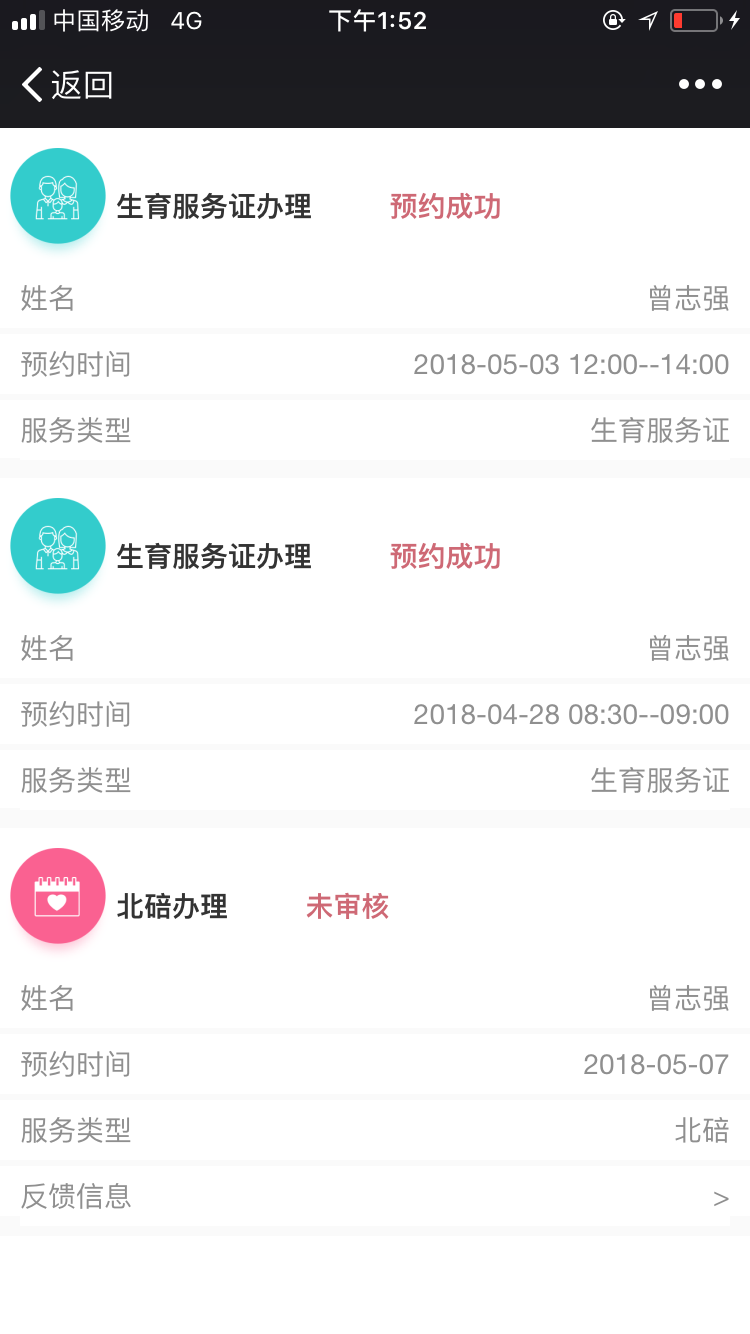 中国移动 4G 下午1:52
返回
生育服务证办理 预约成功
姓名 曾志强
预约时间 2018-05-03 12:00--14:00
服务类型 生育服务证
生育服务证办理 预约成功
姓名 曾志强
预约时间 2018-04-28 08:30--09:00
服务类型 生育服务证
北碚办理 未审核
姓名 曾志强
预约时间 2018-05-07
服务类型 北碚
反馈信息 >